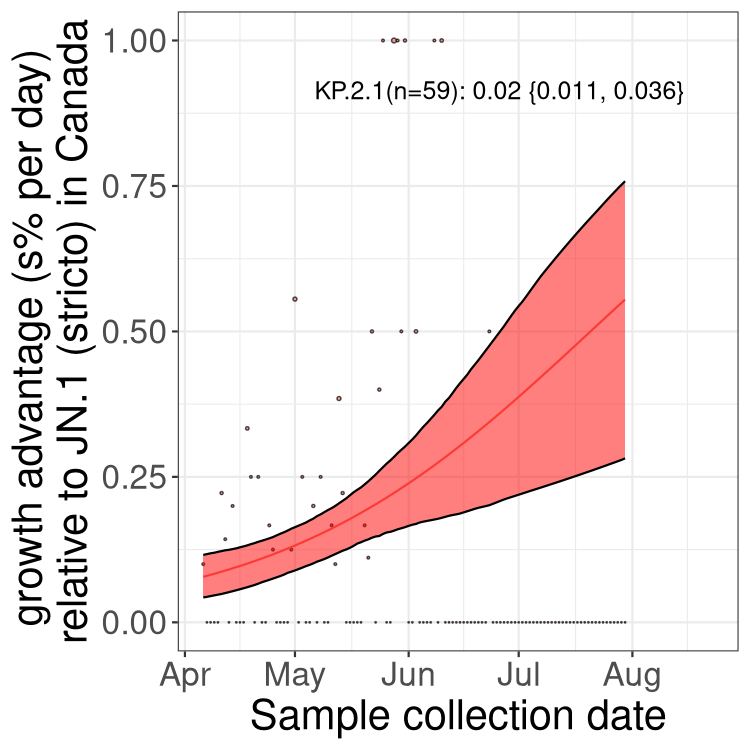 growth advantage (s% per day)
relative to JN.1 (stricto) in Canada
1.00
0.75
0.50
0.25
0.00
KP.2.1(n=59): 0.02 {0.011, 0.036}
Apr May Jun Jul Aug
Sample collection date